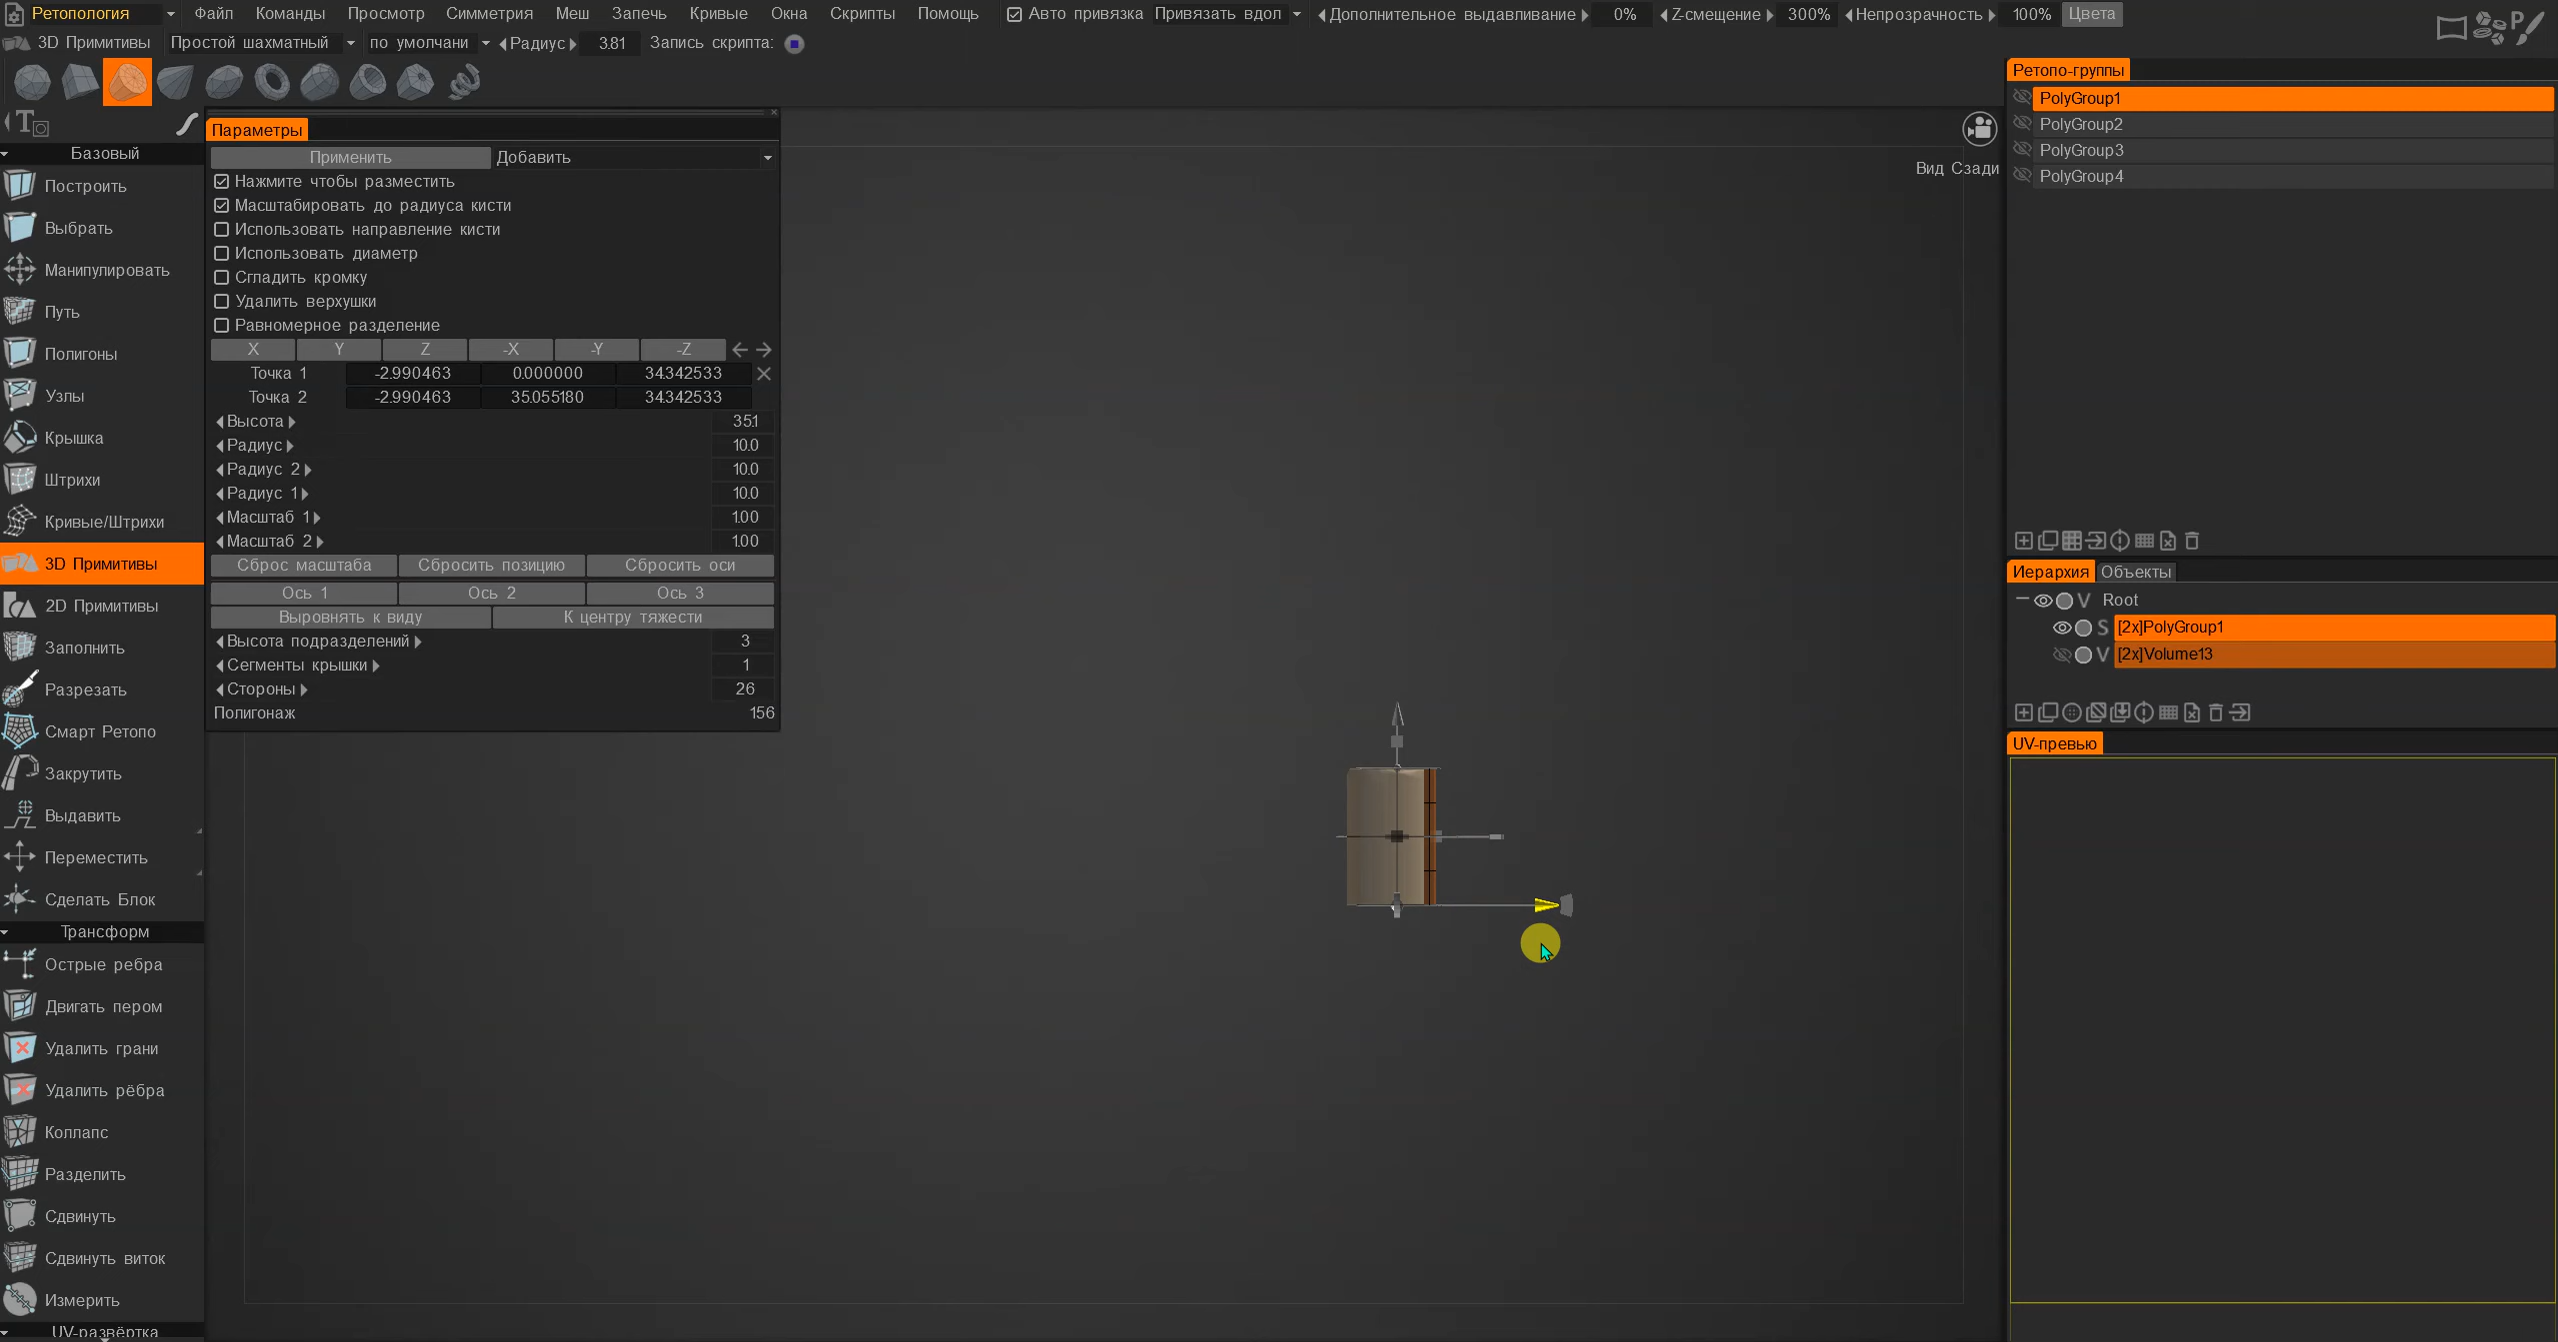 Ретопология Файл Команды Просмотр Симметрия Меш Запечь Кривые Окна Скрипты Помощь Авто привязка Привязать вдол Дополнительное выдавливание 0% Z-смещение 300% Непрозрачность 100% Цвета
3D Примитивы Простой шахматный по умолчани Радиус 3.81 Запись скрипта:
Базовый
Построить
Выбрать
Манипулировать
Путь
Полигоны
Узлы
Крышка
Штрихи
Кривые/Штрихи
3D Примитивы
2D Примитивы
Заполнить
Разрезать
Смарт Ретопо
Закрутить
Выдавить
Переместить
Сделать Блок
Трансформ
Острые ребра
Двигать пером
Удалить грани
Удалить рёбра
Коллапс
Разделить
Сдвинуть
Сдвинуть виток
Измерить
UV-развёртка
Параметры
Применить Добавить
Нажмите чтобы разместить
Масштабировать до радиуса кисти
Использовать направление кисти
Использовать диаметр
Сгладить кромку
Удалить верхушки
Равномерное разделение
X Y Z -X -Y -Z
Точка 1 -2.990463 0.000000 34.342533
Точка 2 -2.990463 35.055180 34.342533
Высота 35.1
Радиус 10.0
Радиус 2 10.0
Радиус 1 10.0
Масштаб 1 1.00
Масштаб 2 1.00
Сброс масштаба Сбросить позицию Сбросить оси
Ось 1 Ось 2 Ось 3
Выровнять к виду К центру тяжести
Высота подразделений 3
Сегменты крышки 1
Стороны 26
Полигонаж 156
Вид Сзади
Ретопо-группы
PolyGroup1
PolyGroup2
PolyGroup3
PolyGroup4
Иерархия Объекты
V Root
S [2x]PolyGroup1
V [2x]Volume13
UV-превью